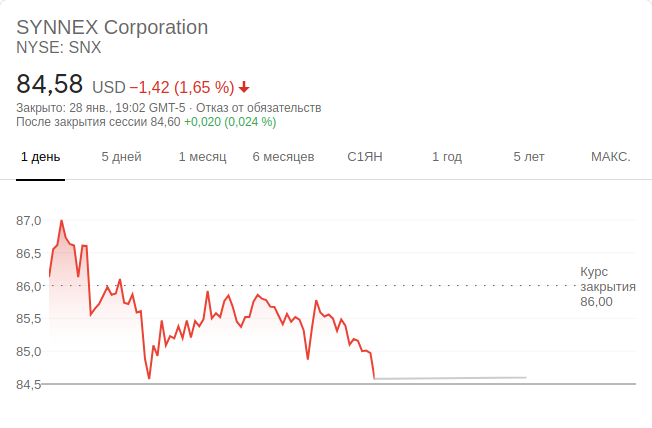 SYNNEX Corporation
NYSE: SNX
84,58 USD −1,42 (1,65 %)
Закрыто: 28 янв., 19:02 GMT-5 · Отказ от обязательств
После закрытия сессии 84,60 +0,020 (0,024 %)
1 день 5 дней 1 месяц 6 месяцев С1ЯН 1 год 5 лет МАКС.
87,0
86,5
86,0
85,5
85,0
84,5
Курс
закрытия
86,00